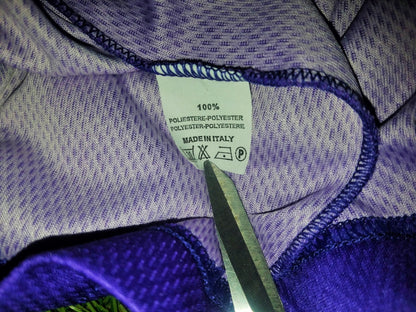 100%
POLIESTERE-POLYESTER
POLYESTER-POLYESTERE
MADE IN ITALY
P